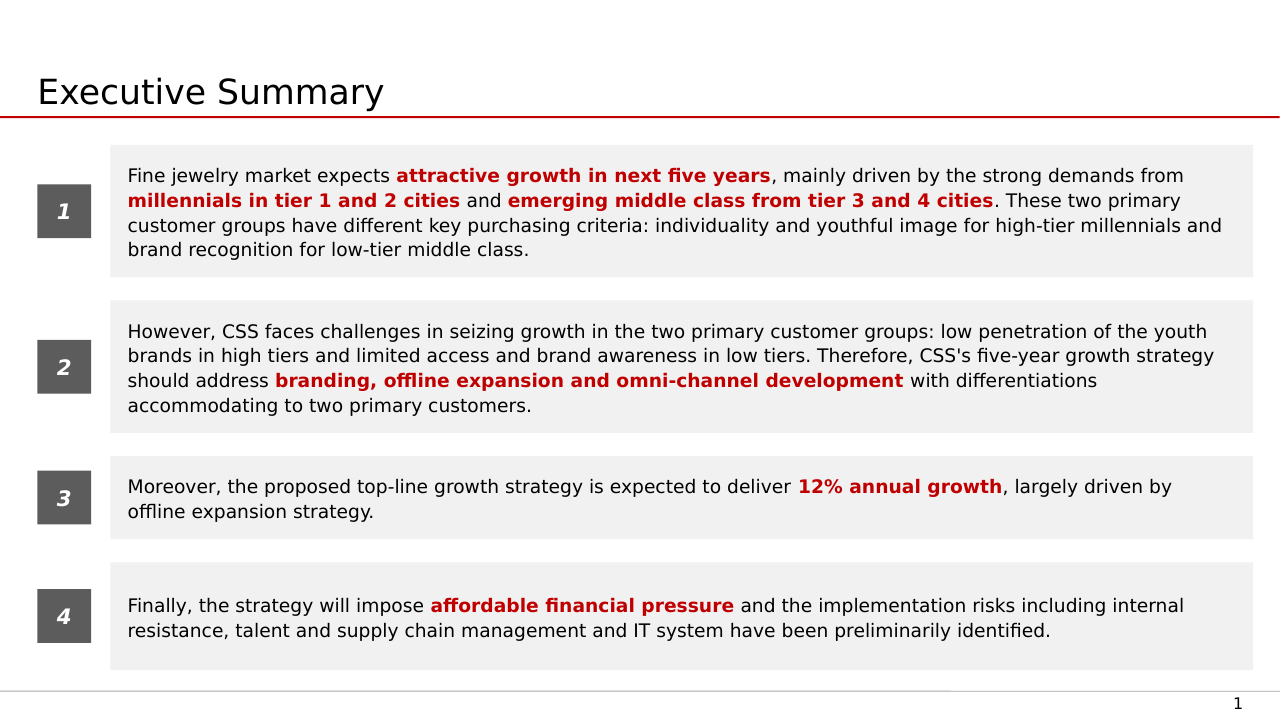 Executive Summary
1
Fine jewelry market expects attractive growth in next five years, mainly driven by the strong demands from
millennials in tier 1 and 2 cities and emerging middle class from tier 3 and 4 cities. These two primary
customer groups have different key purchasing criteria: individuality and youthful image for high-tier millennials and
brand recognition for low-tier middle class.
2
However, CSS faces challenges in seizing growth in the two primary customer groups: low penetration of the youth
brands in high tiers and limited access and brand awareness in low tiers. Therefore, CSS's five-year growth strategy
should address branding, offline expansion and omni-channel development with differentiations
accommodating to two primary customers.
3
Moreover, the proposed top-line growth strategy is expected to deliver 12% annual growth, largely driven by
offline expansion strategy.
4
Finally, the strategy will impose affordable financial pressure and the implementation risks including internal
resistance, talent and supply chain management and IT system have been preliminarily identified.
1